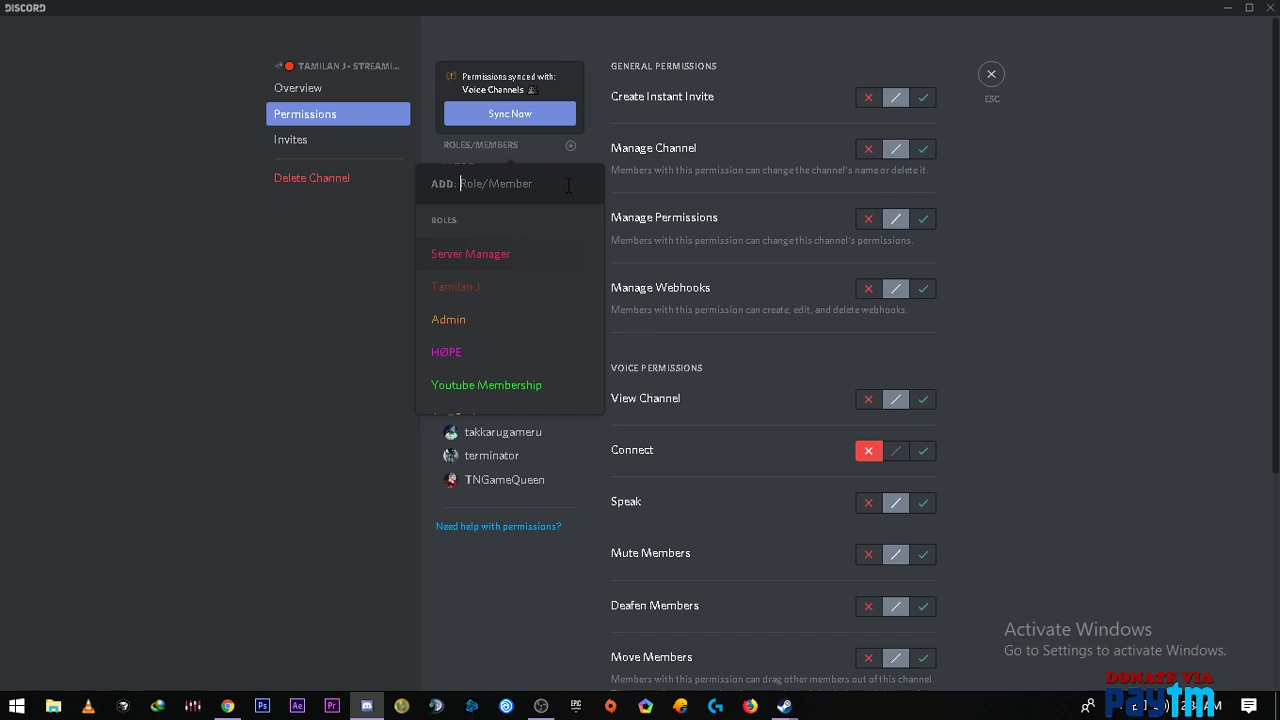 DISCORD
TAMILAN J- STREAMI...
Overview
Permissions
Invites
Delete Channel
Permissions synced with:
Voice Channels
Sync Now
ROLES/MEMBERS
ADD: Role/Member
ROLES
Server Manager
Tamilan J
Admin
HØPE
Youtube Membership
takkarugameru
terminator
TNGameQueen
Need help with permissions?
GENERAL PERMISSIONS
Create Instant Invite
Manage Channel
Members with this permission can change the channel's name or delete it.
Manage Permissions
Members with this permission can change this channel's permissions.
Manage Webhooks
Members with this permission can create, edit, and delete webhooks.
VOICE PERMISSIONS
View Channel
Connect
Speak
Mute Members
Deafen Members
Move Members
Members with this permission can drag other members out of this channel.
ESC
Activate Windows
Go to Settings to activate Windows.
DONATE VIA
paytm
Ps
Ae
Pr
EPIC